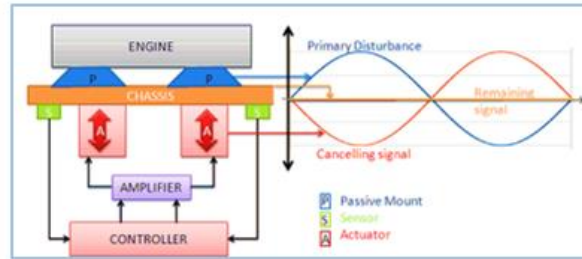 ENGINE
Primary Disturbance
P
P
CHASSIS
Remaining
signal
S
S
A
A
Cancelling signal
AMPLIFIER
P Passive Mount
S Sensor
A Actuator
CONTROLLER